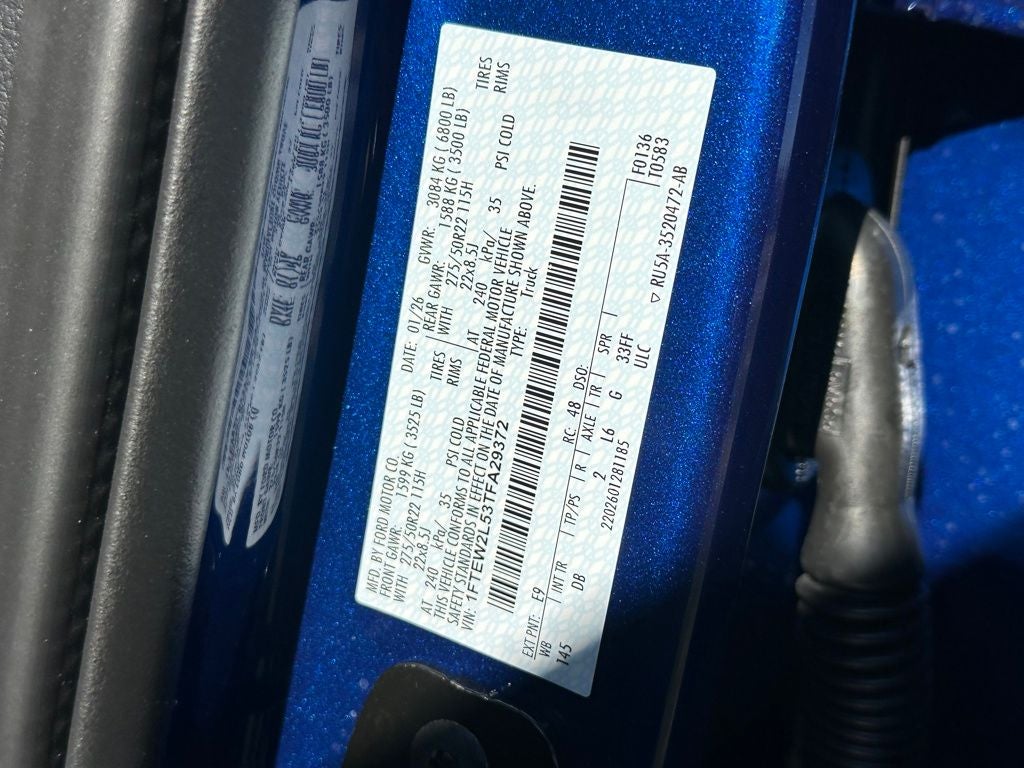 MFD. BY FORD MOTOR CO.
DATE: 01/26 GVWR: 3084 KG ( 6800 LB)
FRONT GAWR: 1599 KG ( 3525 LB) REAR GAWR: 1588 KG ( 3500 LB)
WITH 275/50R22 115H TIRES WITH 275/50R22 115H TIRES
22x8.5J RIMS 22x8.5J RIMS
AT 240 kPa/ 35 PSI COLD AT 240 kPa/ 35 PSI COLD
THIS VEHICLE CONFORMS TO ALL APPLICABLE FEDERAL MOTOR VEHICLE
SAFETY STANDARDS IN EFFECT ON THE DATE OF MANUFACTURE SHOWN ABOVE.
VIN: 1FTEW2L53TFA29372 TYPE: Truck
F0136
T0583
EXT PNT: E9 RC: 48 DSO:
WB INT TR TP/PS R AXLE TR SPR
145 DB 2 L6 G 33FF
2202601281185 ULC
▽ RU5A-3520472-AB